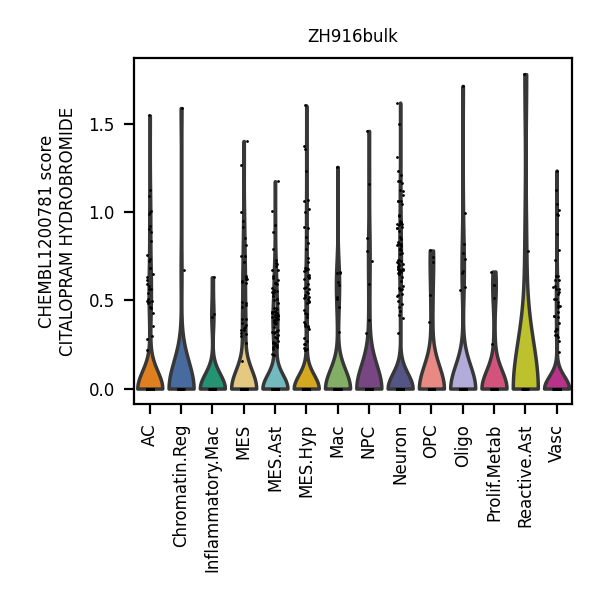 ZH916bulk
CHEMBL1200781 score
CITALOPRAM HYDROBROMIDE
1.5
1.0
0.5
0.0
AC
Chromatin.Reg
Inflammatory.Mac
MES
MES.Ast
MES.Hyp
Mac
NPC
Neuron
OPC
Oligo
Prolif.Metab
Reactive.Ast
Vasc